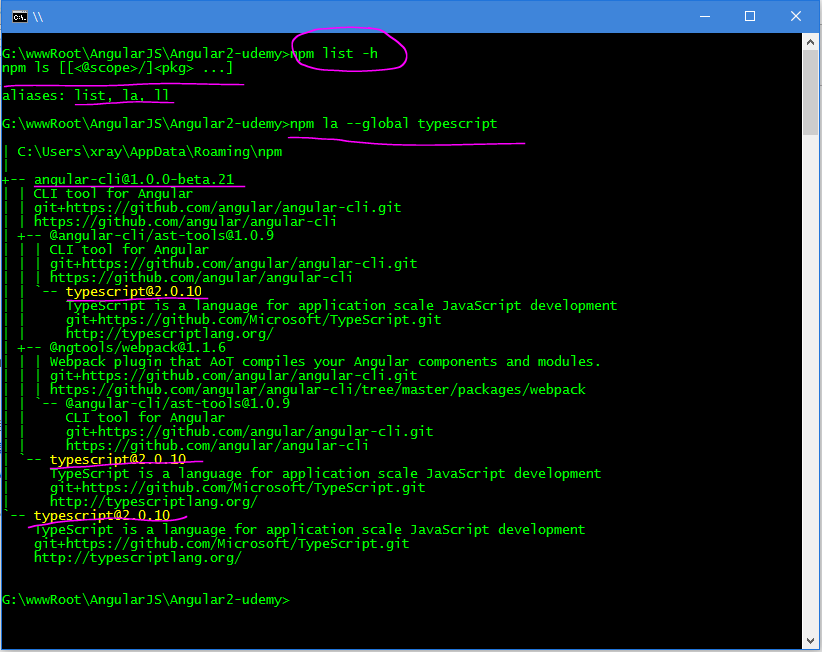 C:\. \\
G:\wwwRoot\AngularJS\Angular2-udemy>npm list -h
npm ls [[<@scope>/]<pkg> ...]
aliases: list, la, ll
G:\wwwRoot\AngularJS\Angular2-udemy>npm la --global typescript
| C:\Users\xray\AppData\Roaming\npm
|
+-- angular-cli@1.0.0-beta.21
| | CLI tool for Angular
| | git+https://github.com/angular/angular-cli.git
| | https://github.com/angular/angular-cli
| +-- @angular-cli/ast-tools@1.0.9
| | | CLI tool for Angular
| | | git+https://github.com/angular/angular-cli.git
| | | https://github.com/angular/angular-cli
| | `-- typescript@2.0.10
| |     TypeScript is a language for application scale JavaScript development
| |     git+https://github.com/Microsoft/TypeScript.git
| |     http://typescriptlang.org/
| +-- @ngtools/webpack@1.1.6
| | | Webpack plugin that AoT compiles your Angular components and modules.
| | | git+https://github.com/angular/angular-cli.git
| | | https://github.com/angular/angular-cli/tree/master/packages/webpack
| | `-- @angular-cli/ast-tools@1.0.9
| |     CLI tool for Angular
| |     git+https://github.com/angular/angular-cli.git
| |     https://github.com/angular/angular-cli
| `-- typescript@2.0.10
|     TypeScript is a language for application scale JavaScript development
|     git+https://github.com/Microsoft/TypeScript.git
|     http://typescriptlang.org/
`-- typescript@2.0.10
    TypeScript is a language for application scale JavaScript development
    git+https://github.com/Microsoft/TypeScript.git
    http://typescriptlang.org/
G:\wwwRoot\AngularJS\Angular2-udemy>